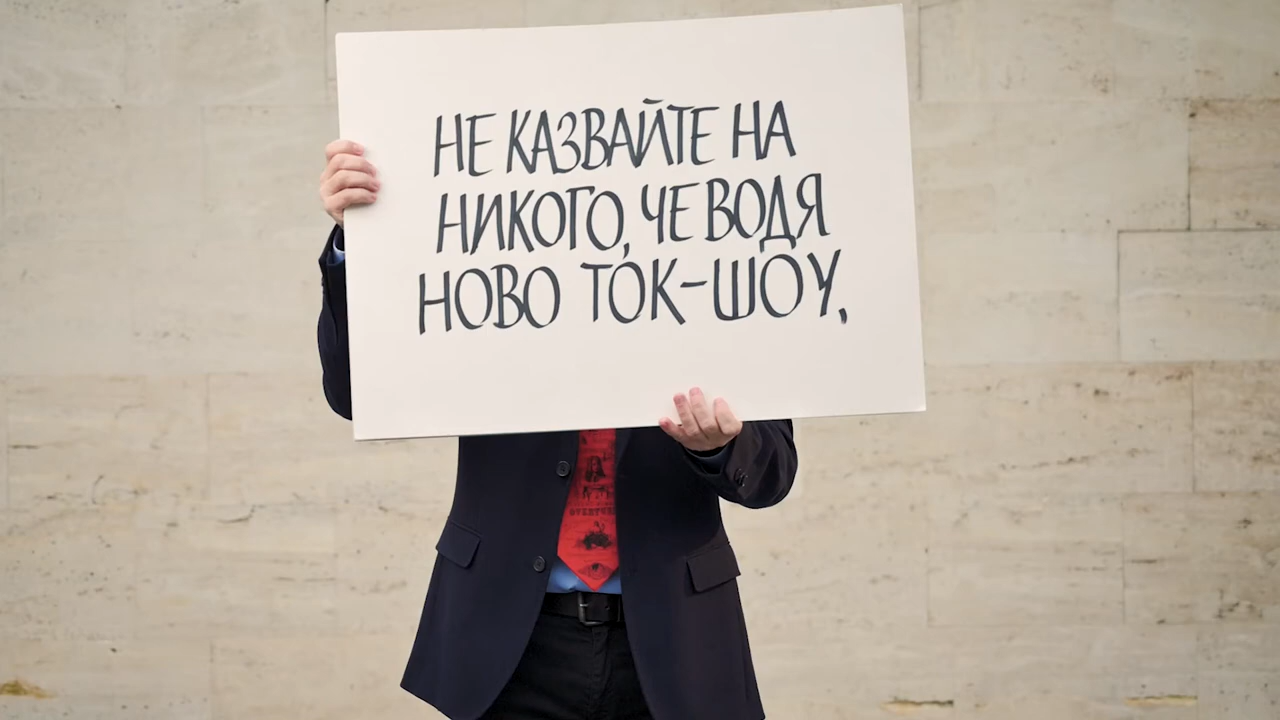 НЕ КАЗВАЙТЕ НА
НИКОГО, ЧЕ ВОДЯ
НОВО ТОК-ШОУ,